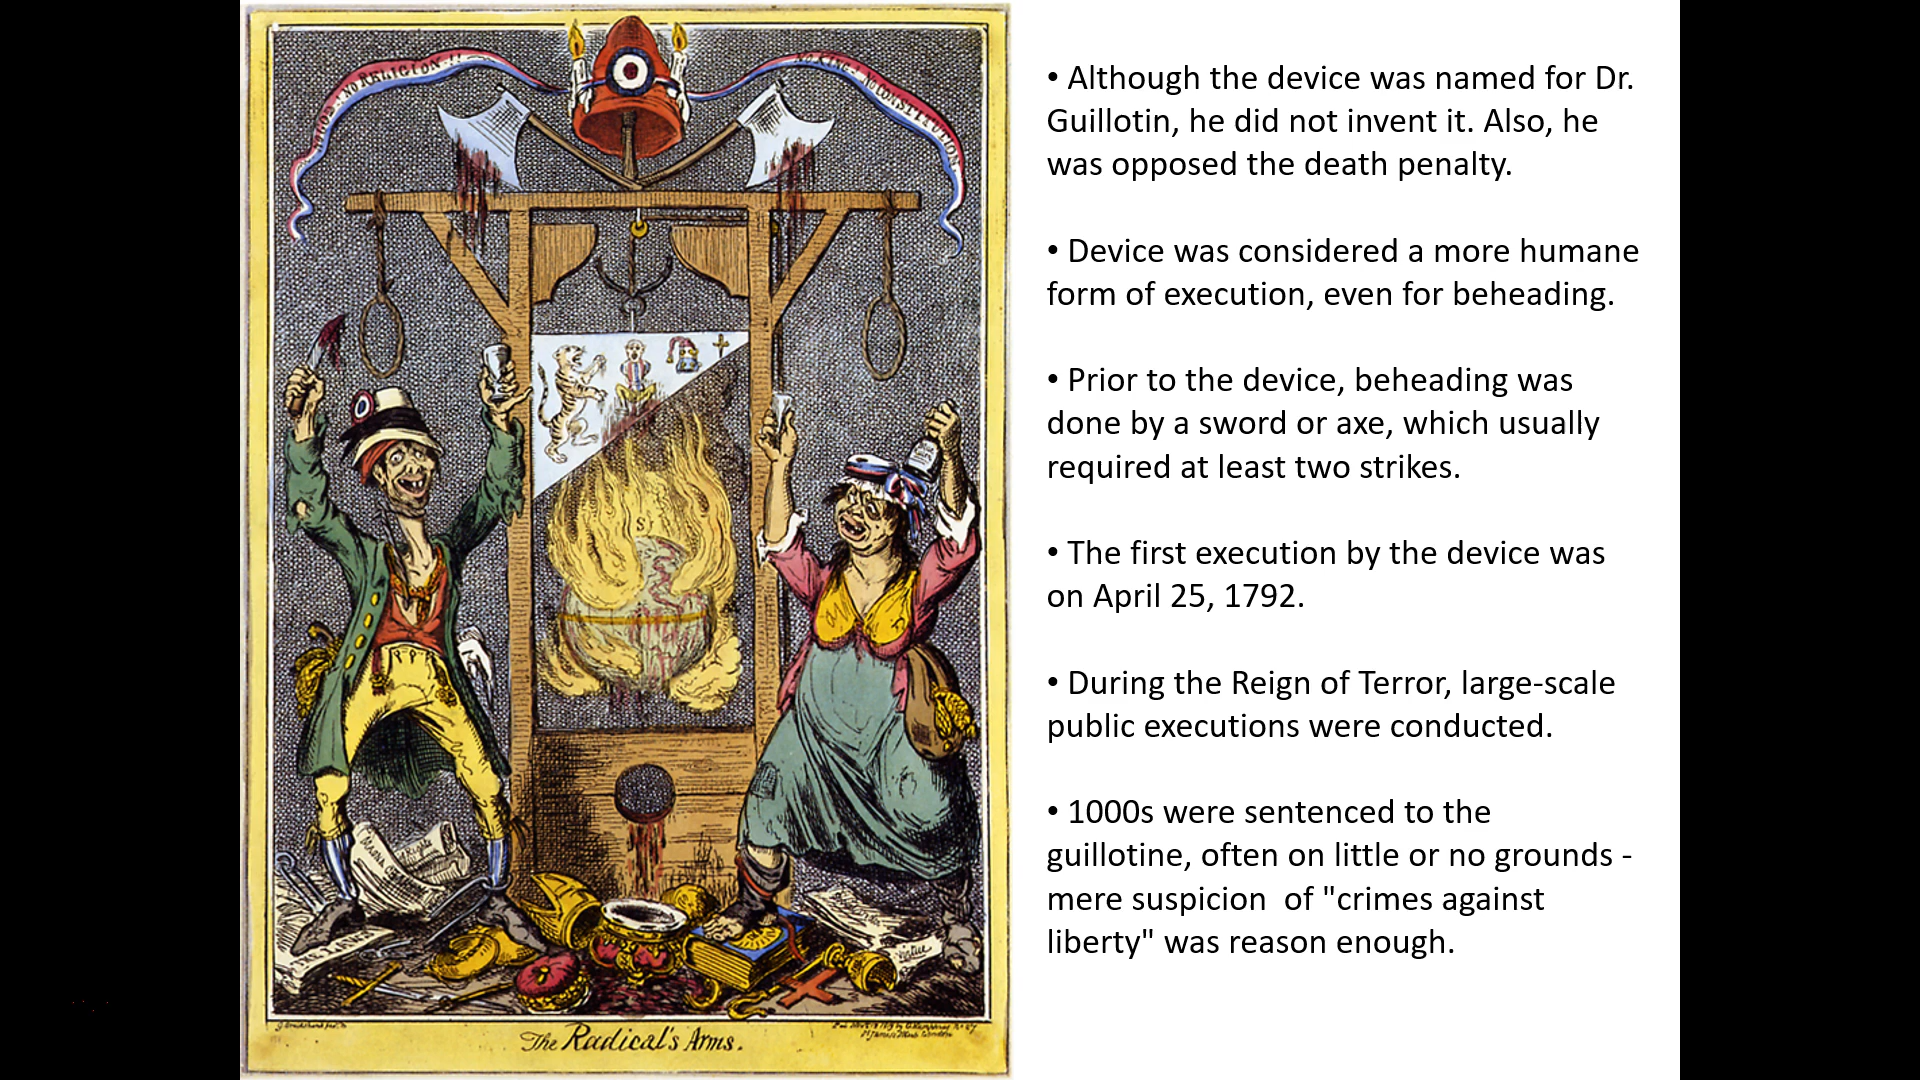 NO RELIGION!!
NO KING! NO CONSTITUTION.
The Radical's Arms.
• Although the device was named for Dr.
Guillotin, he did not invent it. Also, he
was opposed the death penalty.
• Device was considered a more humane
form of execution, even for beheading.
• Prior to the device, beheading was
done by a sword or axe, which usually
required at least two strikes.
• The first execution by the device was
on April 25, 1792.
• During the Reign of Terror, large-scale
public executions were conducted.
• 1000s were sentenced to the
guillotine, often on little or no grounds -
mere suspicion  of "crimes against
liberty" was reason enough.